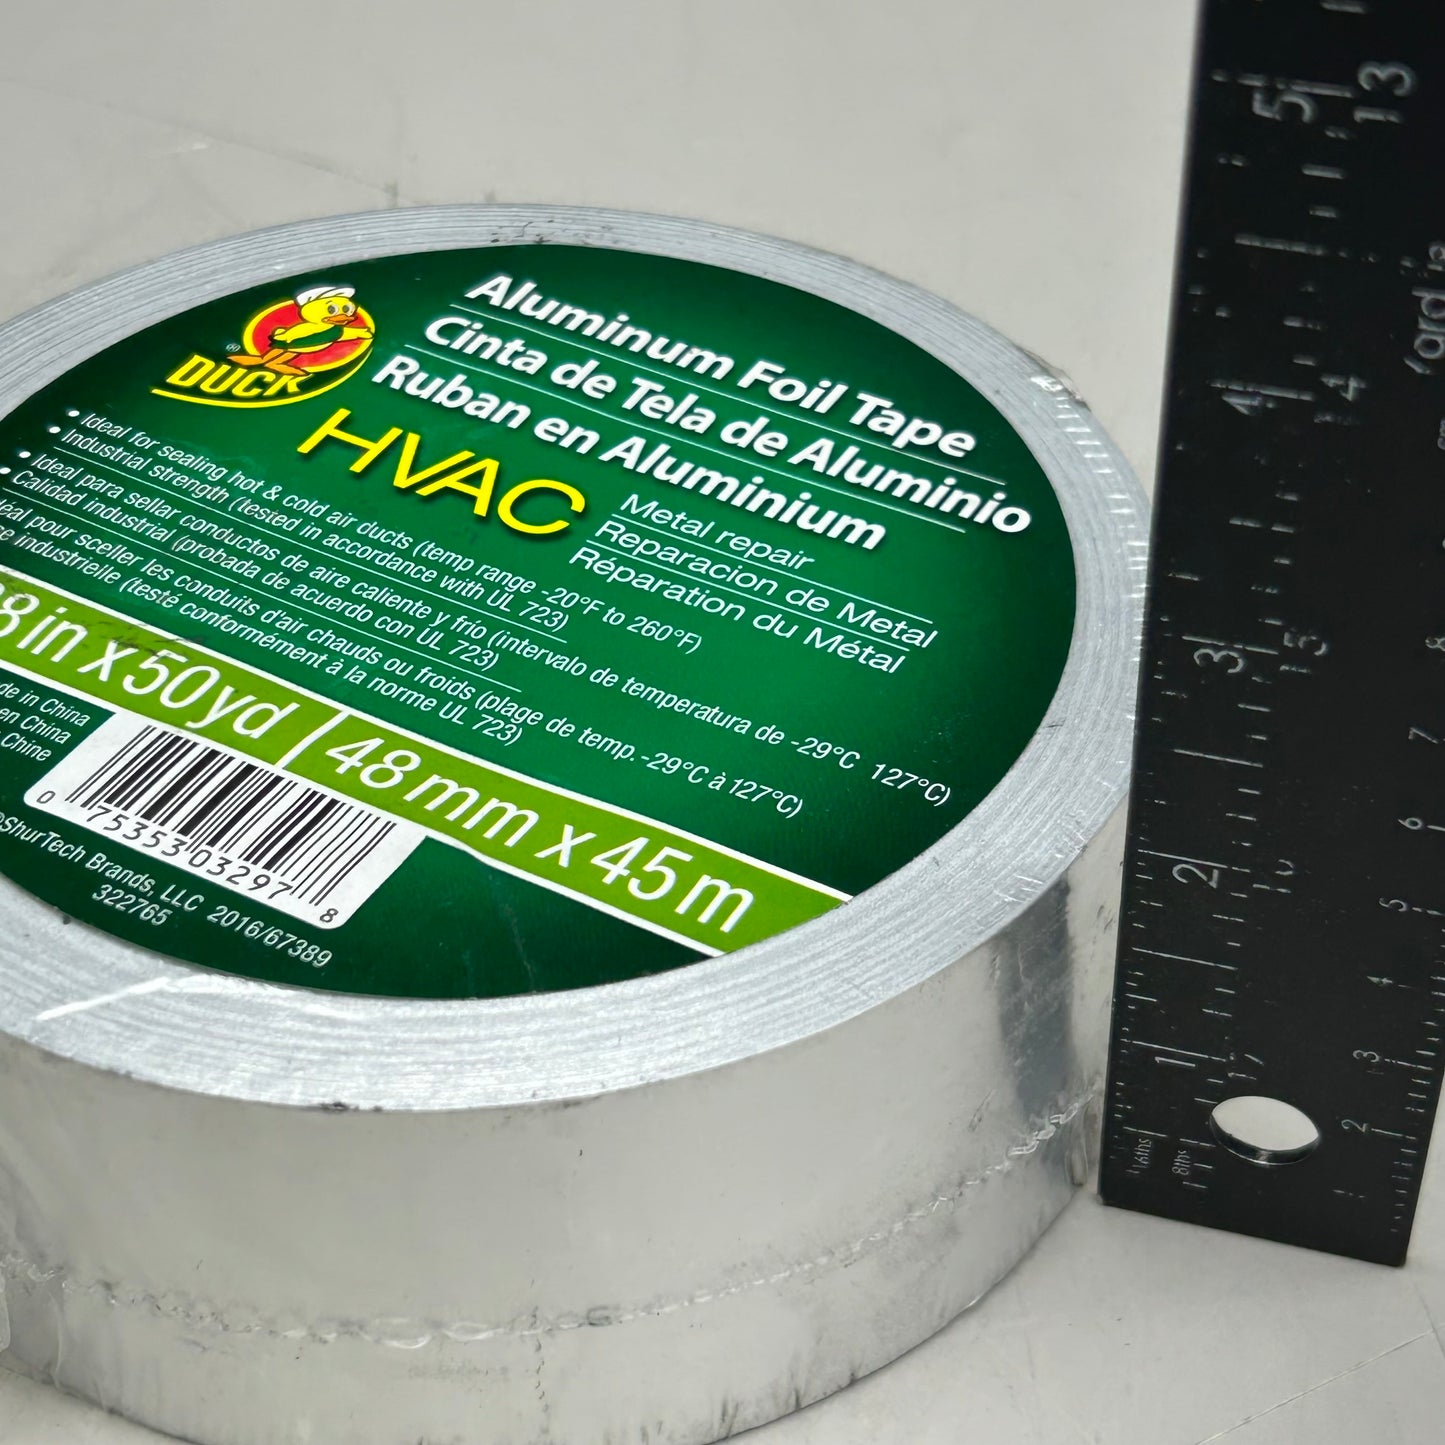 DUCK
®
Aluminum Foil Tape
Cinta de Tela de Aluminio
Ruban en Aluminium
HVAC
Metal repair
Reparacion de Metal
Réparation du Métal
• Ideal for sealing hot & cold air ducts (temp range -20°F to 260°F)
• Industrial strength (tested in accordance with UL 723)
• Ideal para sellar conductos de aire caliente y frío (intervalo de temperatura de -29°C 127°C)
• Calidad industrial (probada de acuerdo con UL 723)
pour sceller les conduits d'air chauds ou froids (plage de temp. -29°C à 127°C)
industrielle (testé conformément à la norme UL 723)
8 in x 50 yd | 48 mm x 45 m
in China
en China
Chine
0 75353 03297 8
©ShurTech Brands, LLC 2016/67389
322765
5
4
3
2
1
16ths
8ths
13
14
15
16
17
8
7
6
5
4
3
2
1